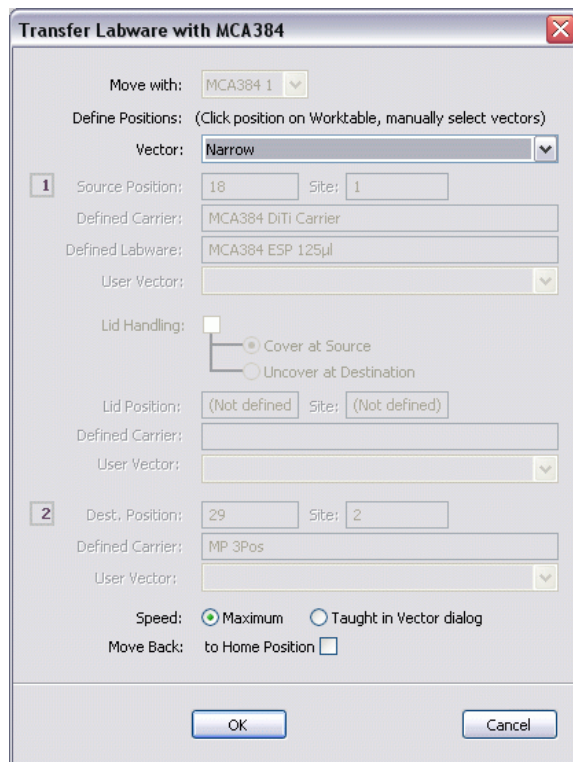 Transfer Labware with MCA384
Move with: MCA384 1
Define Positions: (Click position on Worktable, manually select vectors)
Vector: Narrow
1 Source Position: 18 Site: 1
Defined Carrier: MCA384 DiTi Carrier
Defined Labware: MCA384 ESP 125µl
User Vector:
Lid Handling:
Cover at Source
Uncover at Destination
Lid Position: (Not defined Site: (Not defined)
Defined Carrier:
User Vector:
2 Dest. Position: 29 Site: 2
Defined Carrier: MP 3Pos
User Vector:
Speed: Maximum Taught in Vector dialog
Move Back: to Home Position
OK Cancel